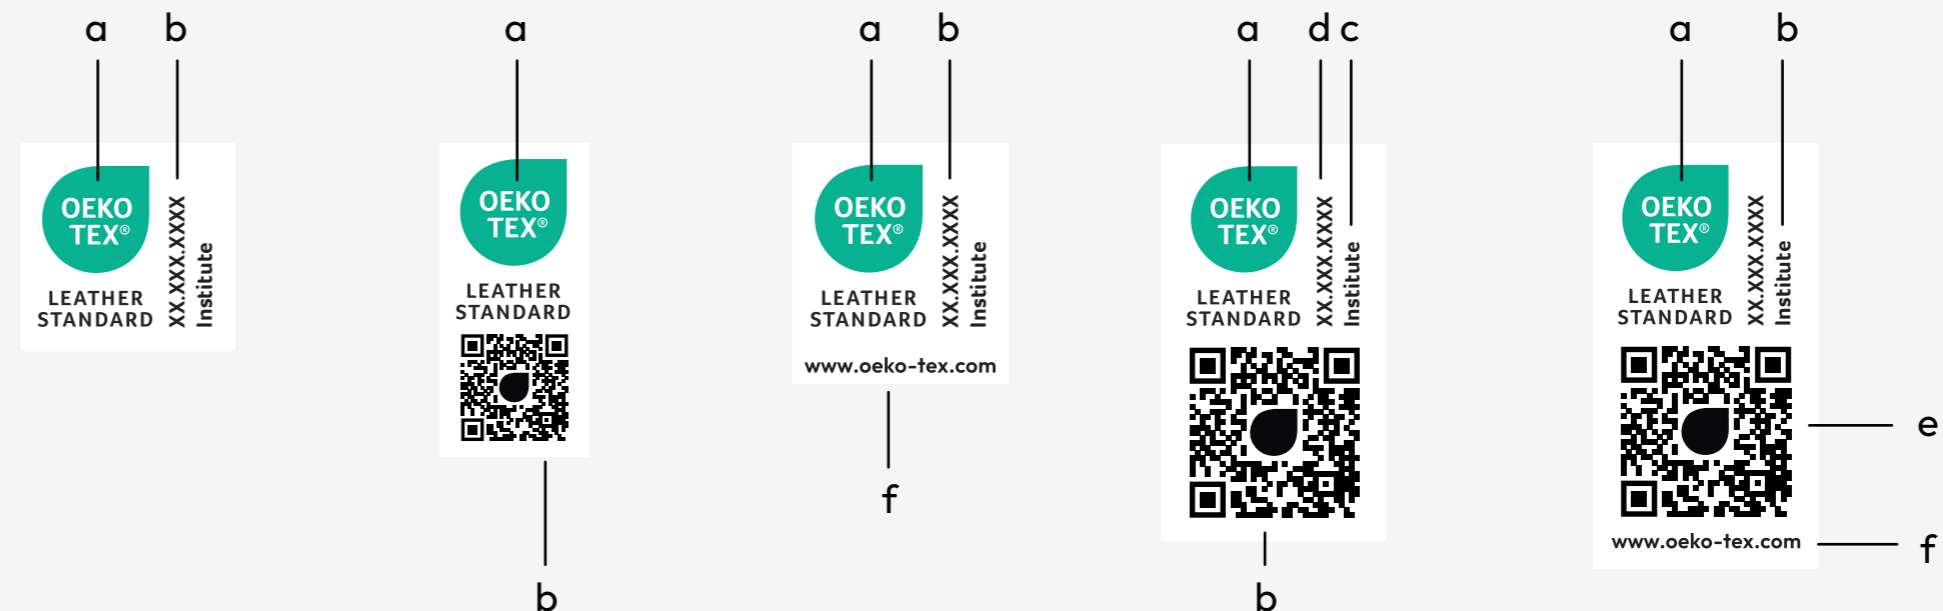 a b
OEKO
TEX®
LEATHER
STANDARD
XX.XXX.XXXX
Institute
a
OEKO
TEX®
LEATHER
STANDARD
b
a b
OEKO
TEX®
LEATHER
STANDARD
XX.XXX.XXXX
Institute
www.oeko-tex.com
f
a d c
OEKO
TEX®
LEATHER
STANDARD
XX.XXX.XXXX
Institute
b
a b
OEKO
TEX®
LEATHER
STANDARD
XX.XXX.XXXX
Institute
e
www.oeko-tex.com
f